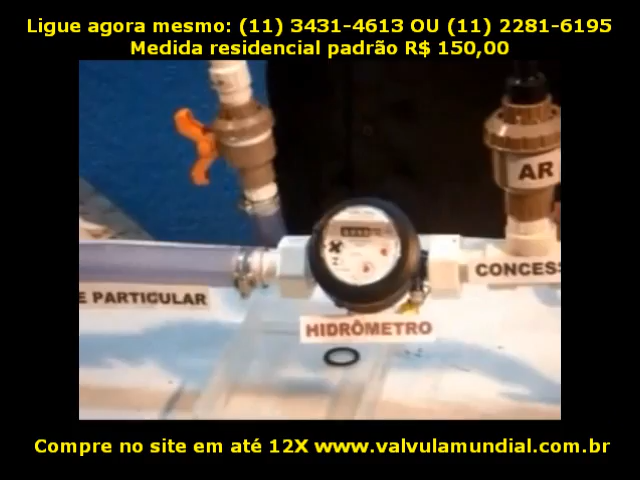 Ligue agora mesmo: (11) 3431-4613 OU (11) 2281-6195
Medida residencial padrão R$ 150,00
AR
CONCESS
E PARTICULAR
HIDRÔMETRO
Compre no site em até 12X www.valvulamundial.com.br